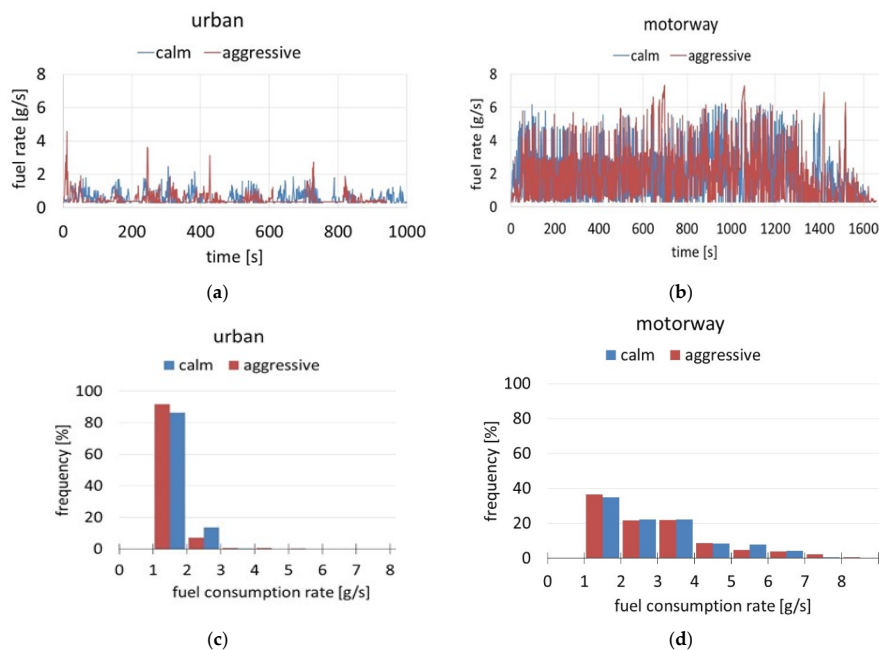 urban
calm aggressive
fuel rate [g/s]
8
6
4
2
0
0 200 400 600 800 1000
time [s]
(a)
motorway
calm aggressive
fuel rate [g/s]
8
6
4
2
0
0 200 400 600 800 1000 1200 1400 1600
time [s]
(b)
urban
calm aggressive
frequency [%]
100
80
60
40
20
0
0 1 2 3 4 5 6 7 8
fuel consumption rate [g/s]
(c)
motorway
calm aggressive
frequency [%]
100
80
60
40
20
0
0 1 2 3 4 5 6 7 8
fuel consumption rate [g/s]
(d)